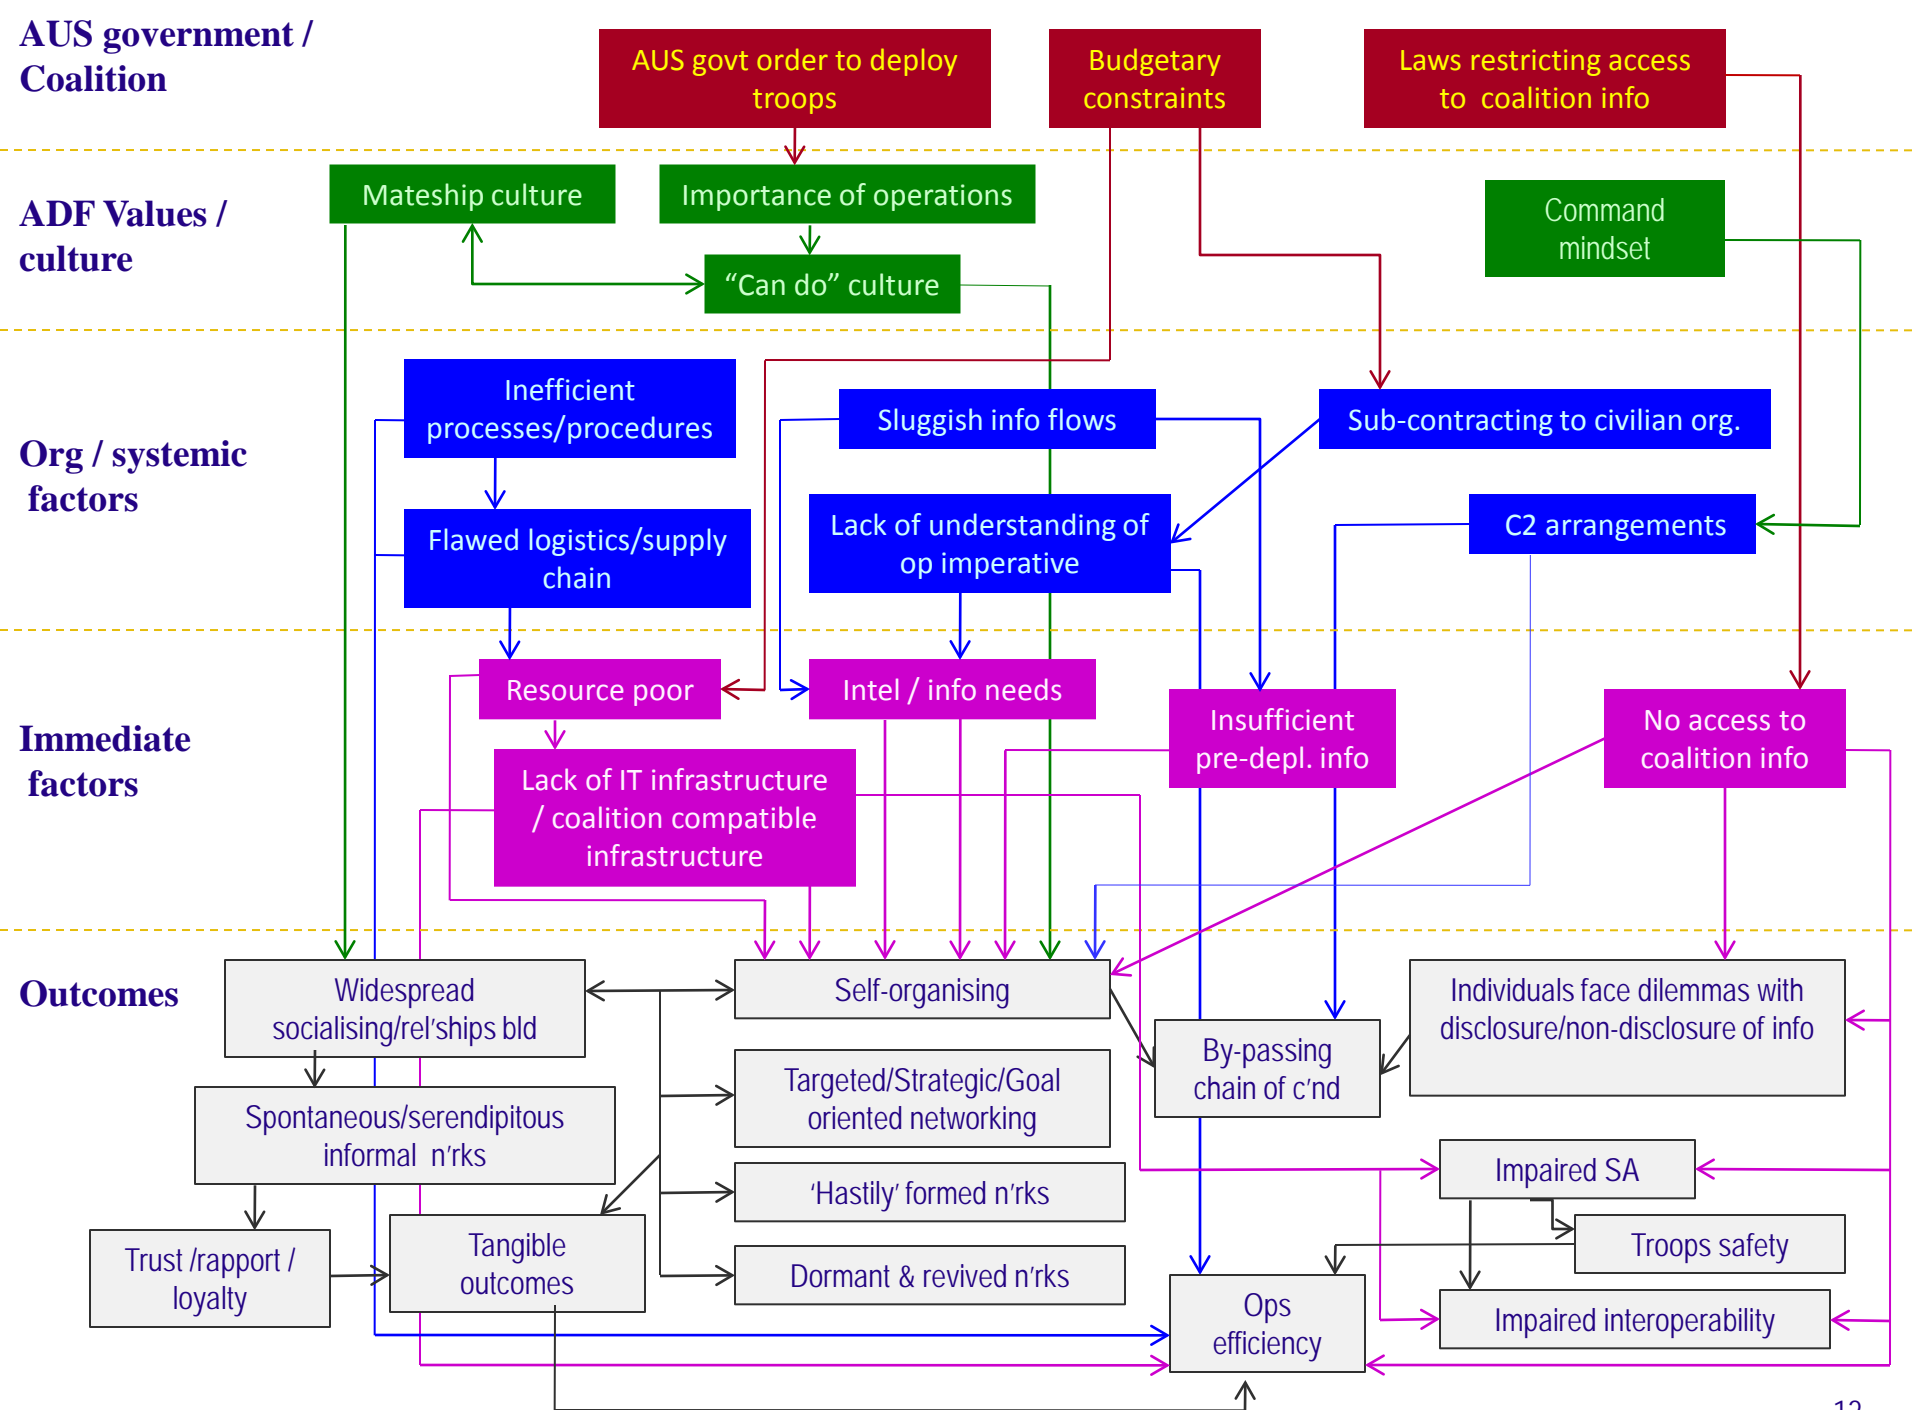 AUS government /
Coalition
AUS govt order to deploy
troops
Budgetary
constraints
Laws restricting access
to coalition info
ADF Values /
culture
Mateship culture
Importance of operations
Command
mindset
“Can do” culture
Org / systemic
factors
Inefficient
processes/procedures
Sluggish info flows
Sub-contracting to civilian org.
Flawed logistics/supply
chain
Lack of understanding of
op imperative
C2 arrangements
Immediate
factors
Resource poor
Intel / info needs
Insufficient
pre-depl. info
No access to
coalition info
Lack of IT infrastructure
/ coalition compatible
infrastructure
Outcomes
Widespread
socialising/rel’ships bld
Self-organising
Individuals face dilemmas with
disclosure/non-disclosure of info
By-passing
chain of c’nd
Targeted/Strategic/Goal
oriented networking
Spontaneous/serendipitous
informal n’rks
Impaired SA
‘Hastily’ formed n’rks
Trust /rapport /
loyalty
Tangible
outcomes
Troops safety
Dormant & revived n’rks
Ops
efficiency
Impaired interoperability